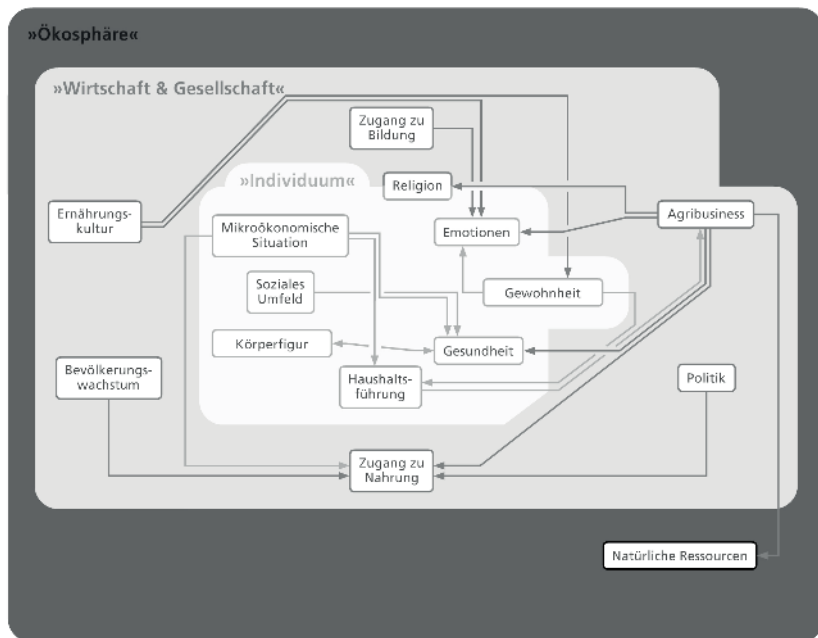 »Ökosphäre«
»Wirtschaft & Gesellschaft«
Zugang zu
Bildung
»Individuum«
Religion
Ernährungs-
kultur
Agribusiness
Mikroökonomische
Situation
Emotionen
Soziales
Umfeld
Gewohnheit
Körperfigur
Gesundheit
Bevölkerungs-
wachstum
Haushalts-
führung
Politik
Zugang zu
Nahrung
Natürliche Ressourcen